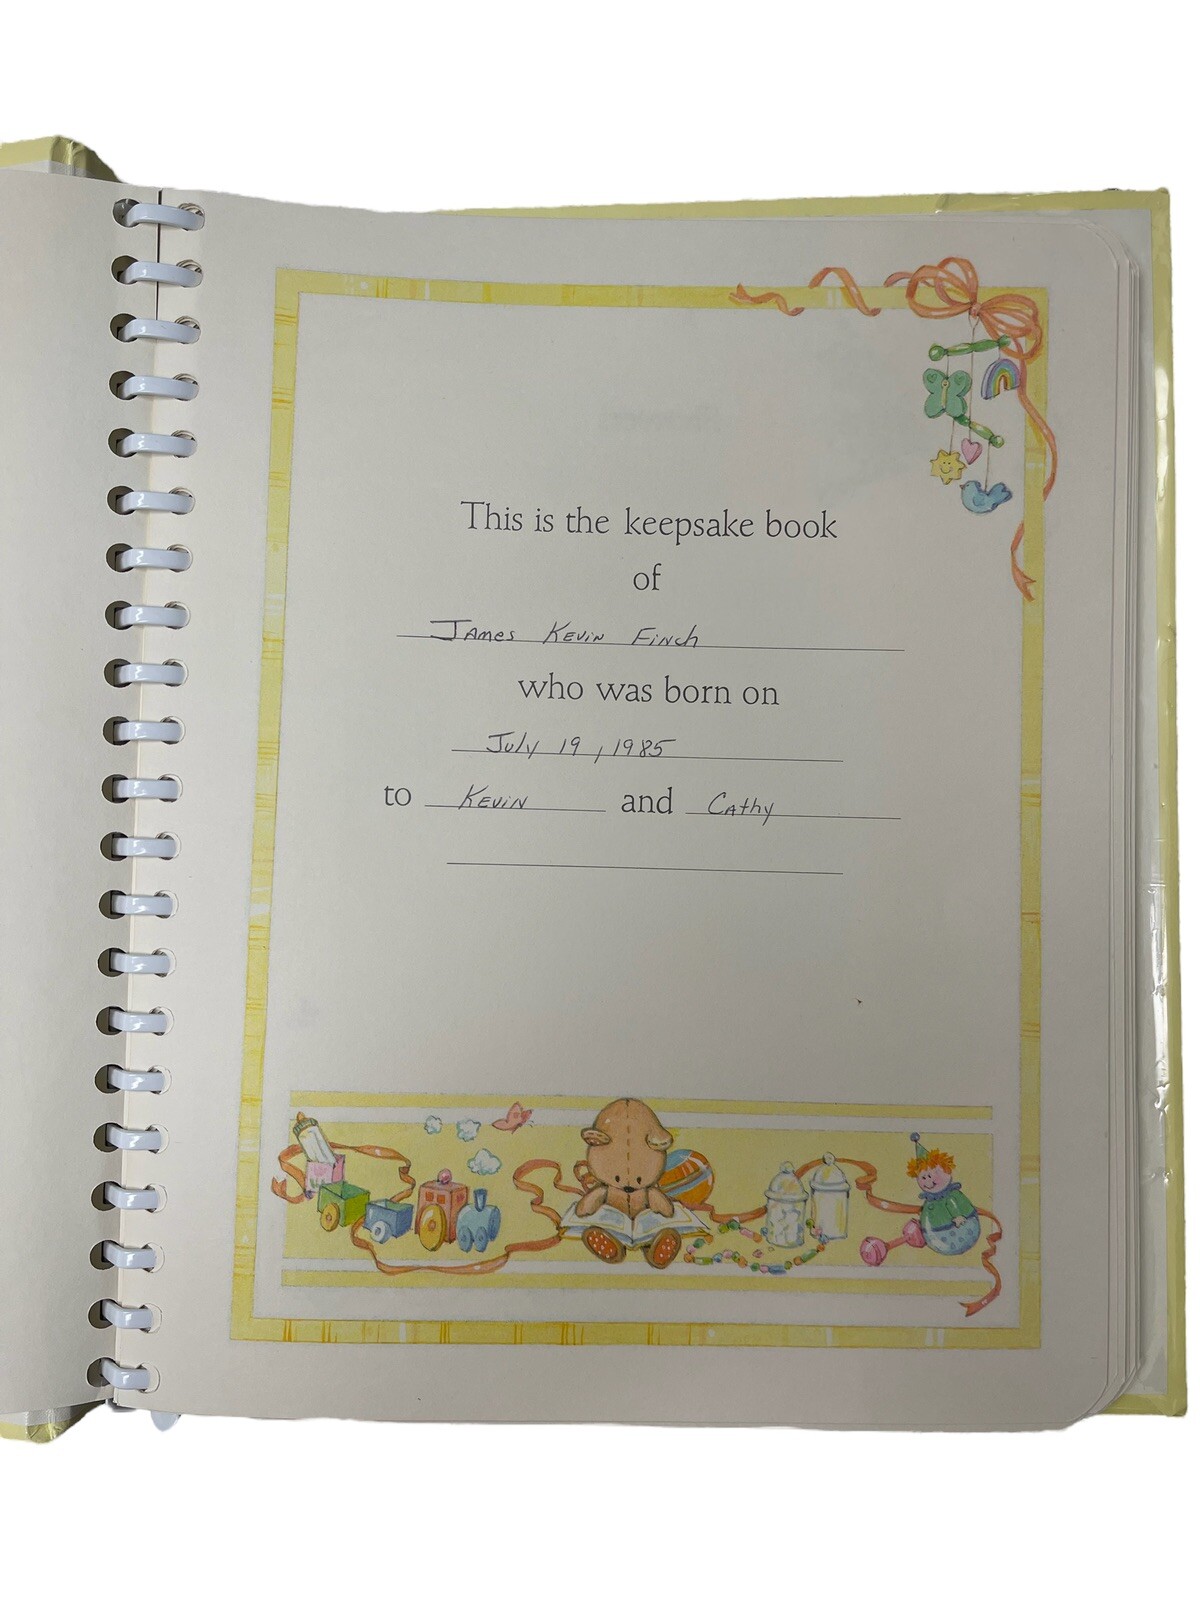 This is the keepsake book
of
James Kevin Finch
who was born on
July 19, 1985
to Kevin and Cathy